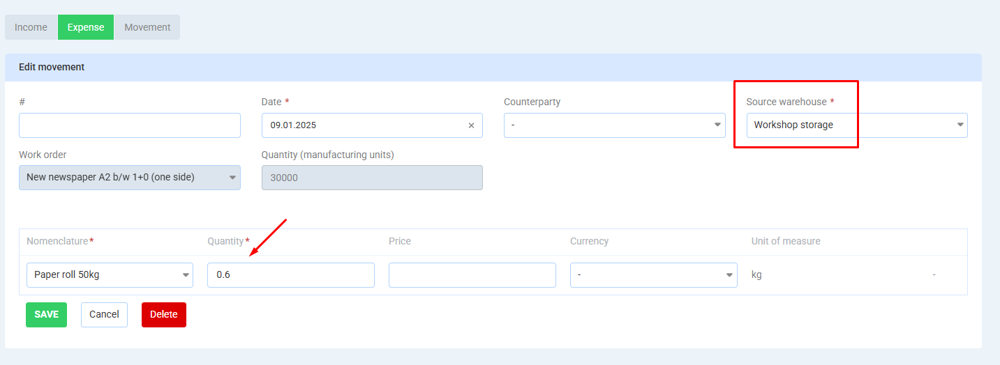 Income Expense Movement
Edit movement
# Date * Counterparty Source warehouse *
09.01.2025 × - Workshop storage
Work order Quantity (manufacturing units)
New newspaper A2 b/w 1+0 (one side) 30000
Nomenclature* Quantity* Price Currency Unit of measure
Paper roll 50kg 0.6 - kg -
SAVE Cancel Delete